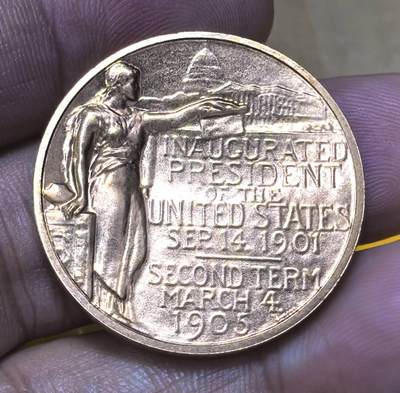 INAUGURATED
PRESIDENT
OF THE
UNITED STATES
SEP. 14. 1901
SECOND TERM
MARCH 4.
1905